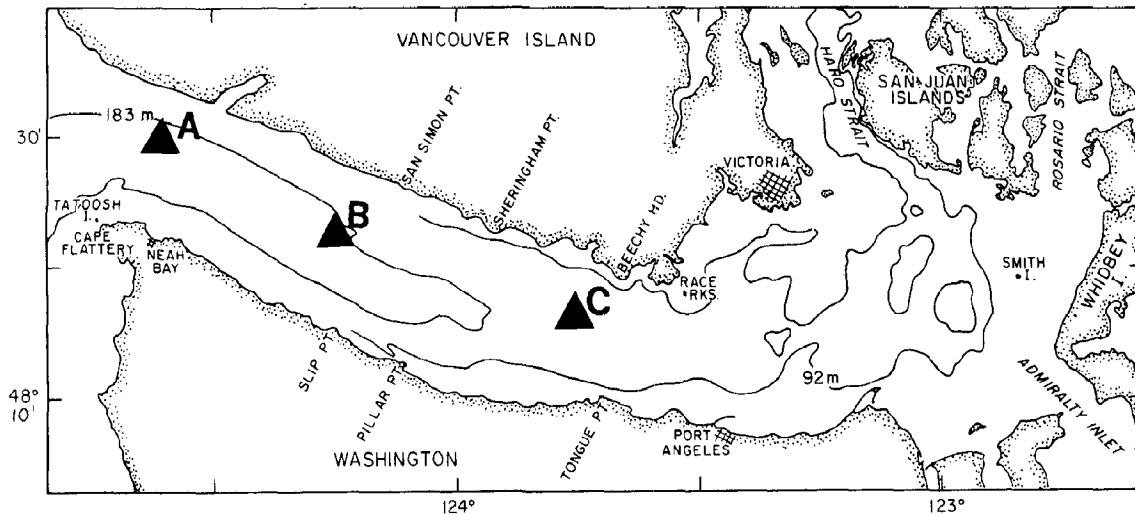 VANCOUVER ISLAND
HARO STRAIT
SAN JUAN
ISLANDS
ROSARIO STRAIT
183 m
A
30'
SAN SIMON PT.
SHERINGHAM PT.
VICTORIA
TATOOSH
I.
B
BEECHY HD.
CAPE
FLATTERY
NEAH
BAY
RACE
RKS.
SMITH
I.
WHIDBEY
I.
C
SLIP PT.
PILLAR PT.
92 m
48°
10'
TONGUE PT.
PORT
ANGELES
ADMIRALTY INLET
WASHINGTON
124°
123°